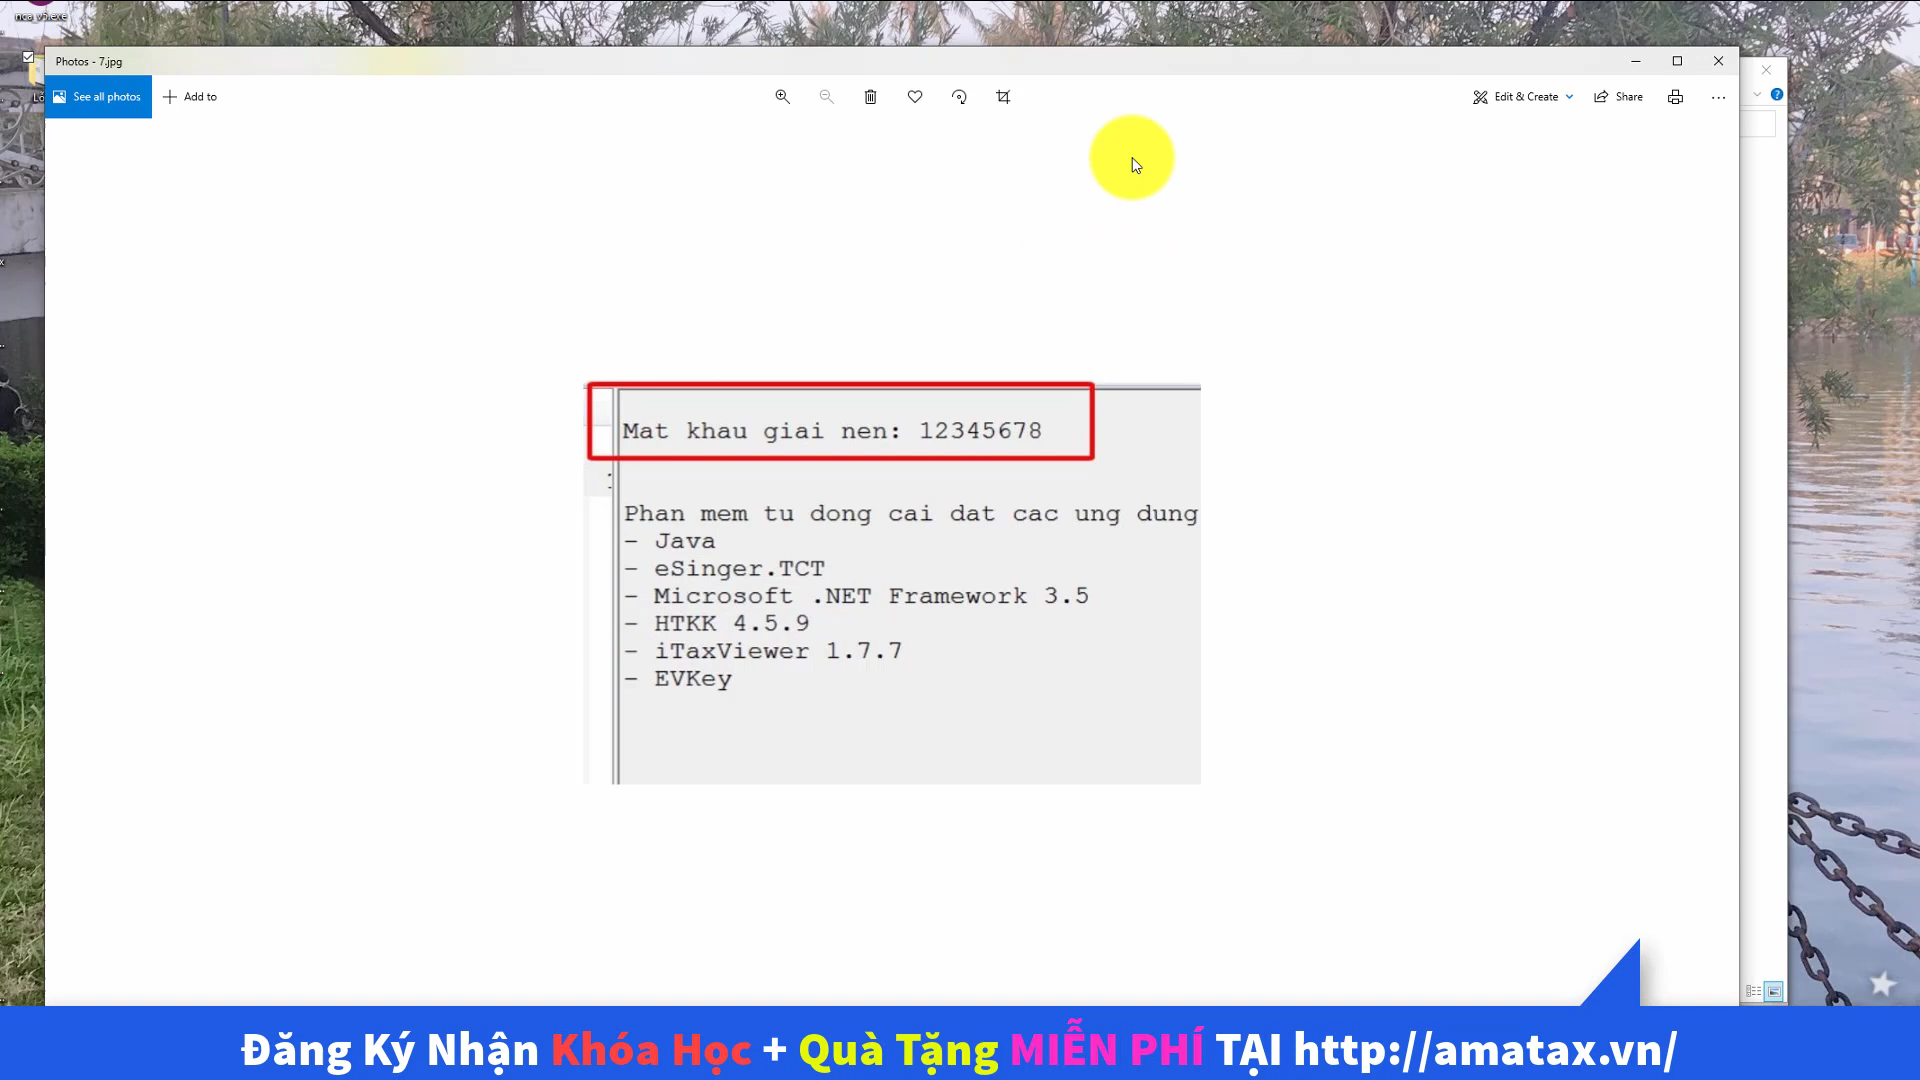 nca_v5.exe
Photos - 7.jpg
See all photos
Add to
Edit & Create
Share
Mat khau giai nen: 12345678
Phan mem tu dong cai dat cac ung dung
- Java
- eSinger.TCT
- Microsoft .NET Framework 3.5
- HTKK 4.5.9
- iTaxViewer 1.7.7
- EVKey
Đăng Ký Nhận Khóa Học + Quà Tặng MIỄN PHÍ TẠI http://amatax.vn/